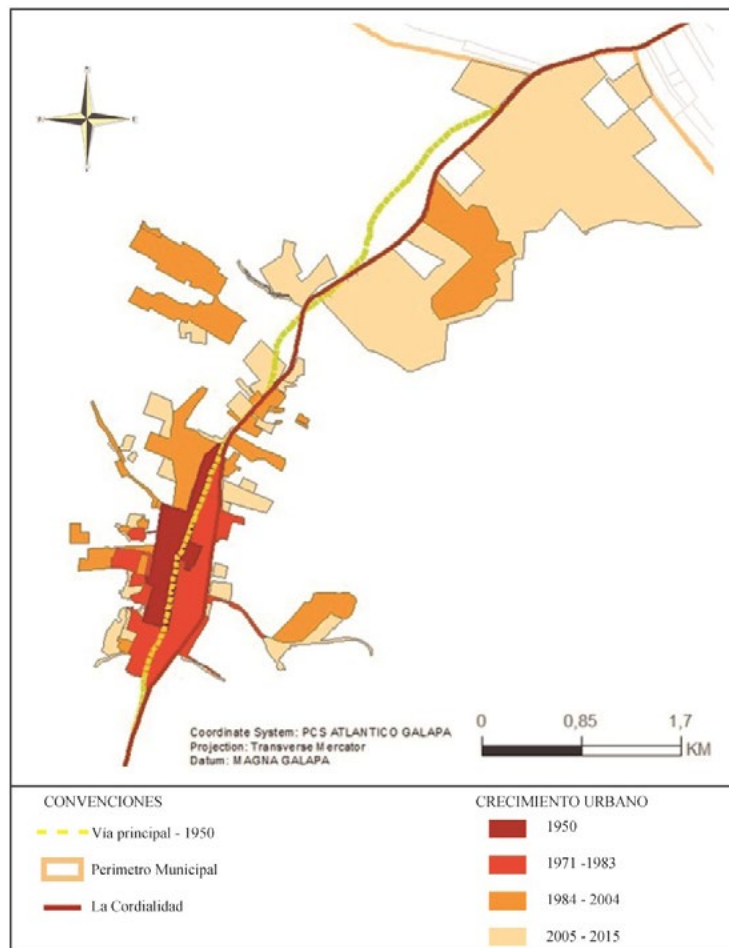 Coordinate System: PCS ATLANTICO GALAPA
Projection: Transverse Mercator
Datum: MAGNA GALAPA
0 0,85 1,7
KM
CONVENCIONES
Vía principal - 1950
Perimetro Municipal
La Cordialidad
CRECIMIENTO URBANO
1950
1971 -1983
1984 - 2004
2005 - 2015